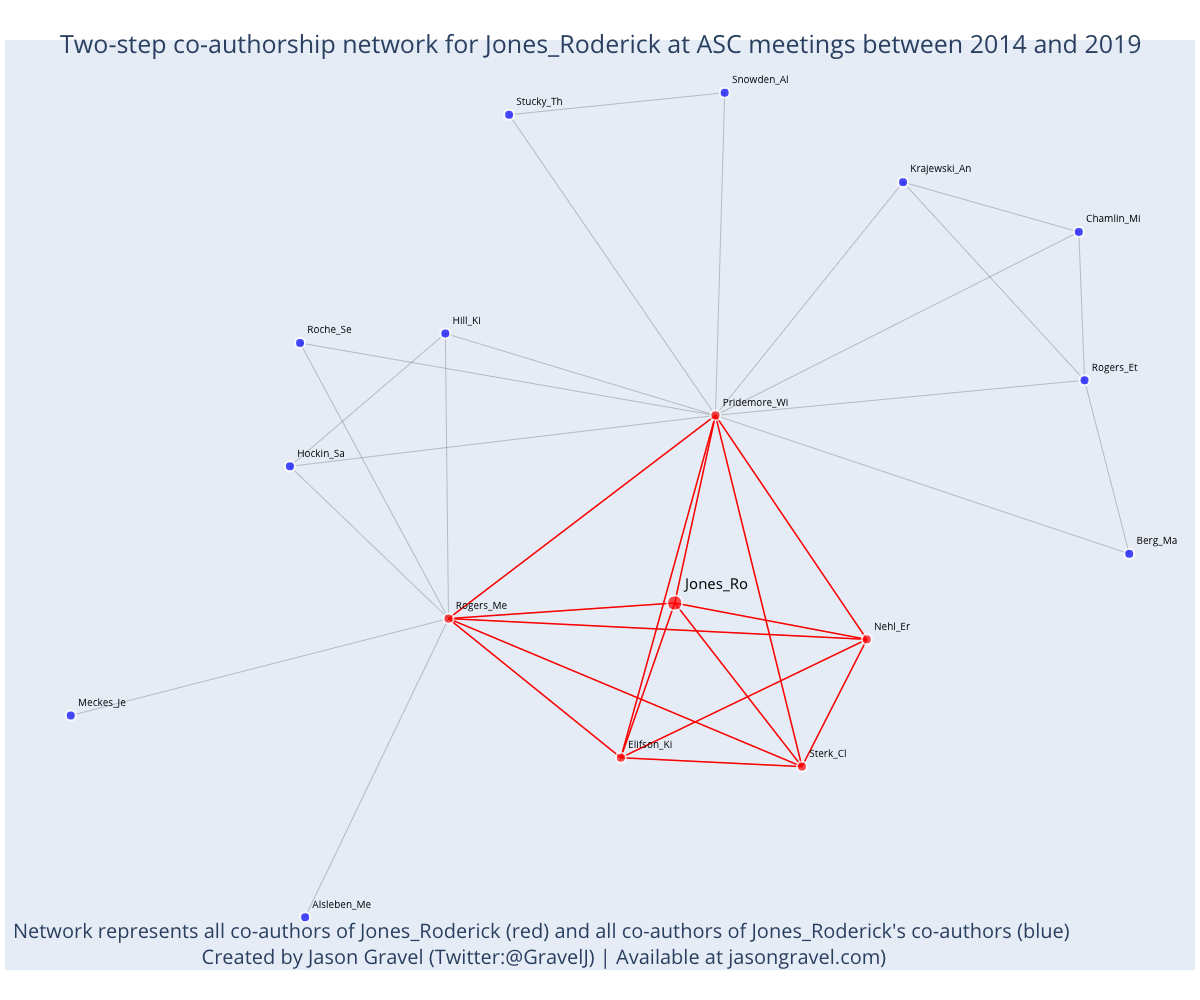 Two-step co-authorship network for Jones_Roderick at ASC meetings between 2014 and 2019
Snowden_Al
Stucky_Th
Krajewski_An
Chamlin_Mi
Hill_Ki
Roche_Se
Rogers_Et
Pridemore_Wi
Hockin_Sa
Berg_Ma
Jones_Ro
Rogers_Me
Nehl_Er
Meckes_Je
Elifson_Ki
Sterk_Cl
Alsleben_Me
Network represents all co-authors of Jones_Roderick (red) and all co-authors of Jones_Roderick's co-authors (blue)
Created by Jason Gravel (Twitter:@GravelJ) | Available at jasongravel.com)